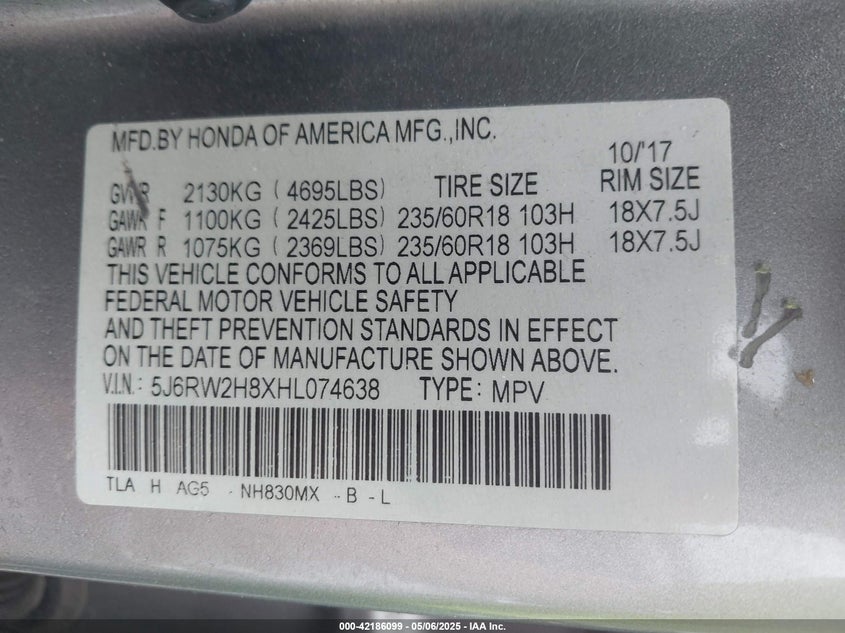 MFD.BY HONDA OF AMERICA MFG.,INC.
10/'17
GVWR 2130KG ( 4695LBS) TIRE SIZE RIM SIZE
GAWR F 1100KG ( 2425LBS) 235/60R18 103H 18X7.5J
GAWR R 1075KG ( 2369LBS) 235/60R18 103H 18X7.5J
THIS VEHICLE CONFORMS TO ALL APPLICABLE
FEDERAL MOTOR VEHICLE SAFETY
AND THEFT PREVENTION STANDARDS IN EFFECT
ON THE DATE OF MANUFACTURE SHOWN ABOVE.
V.I.N.: 5J6RW2H8XHL074638 TYPE: MPV
TLA H AG5 - NH830MX -- B - L
000-42186099 - 05/06/2025 - IAA Inc.